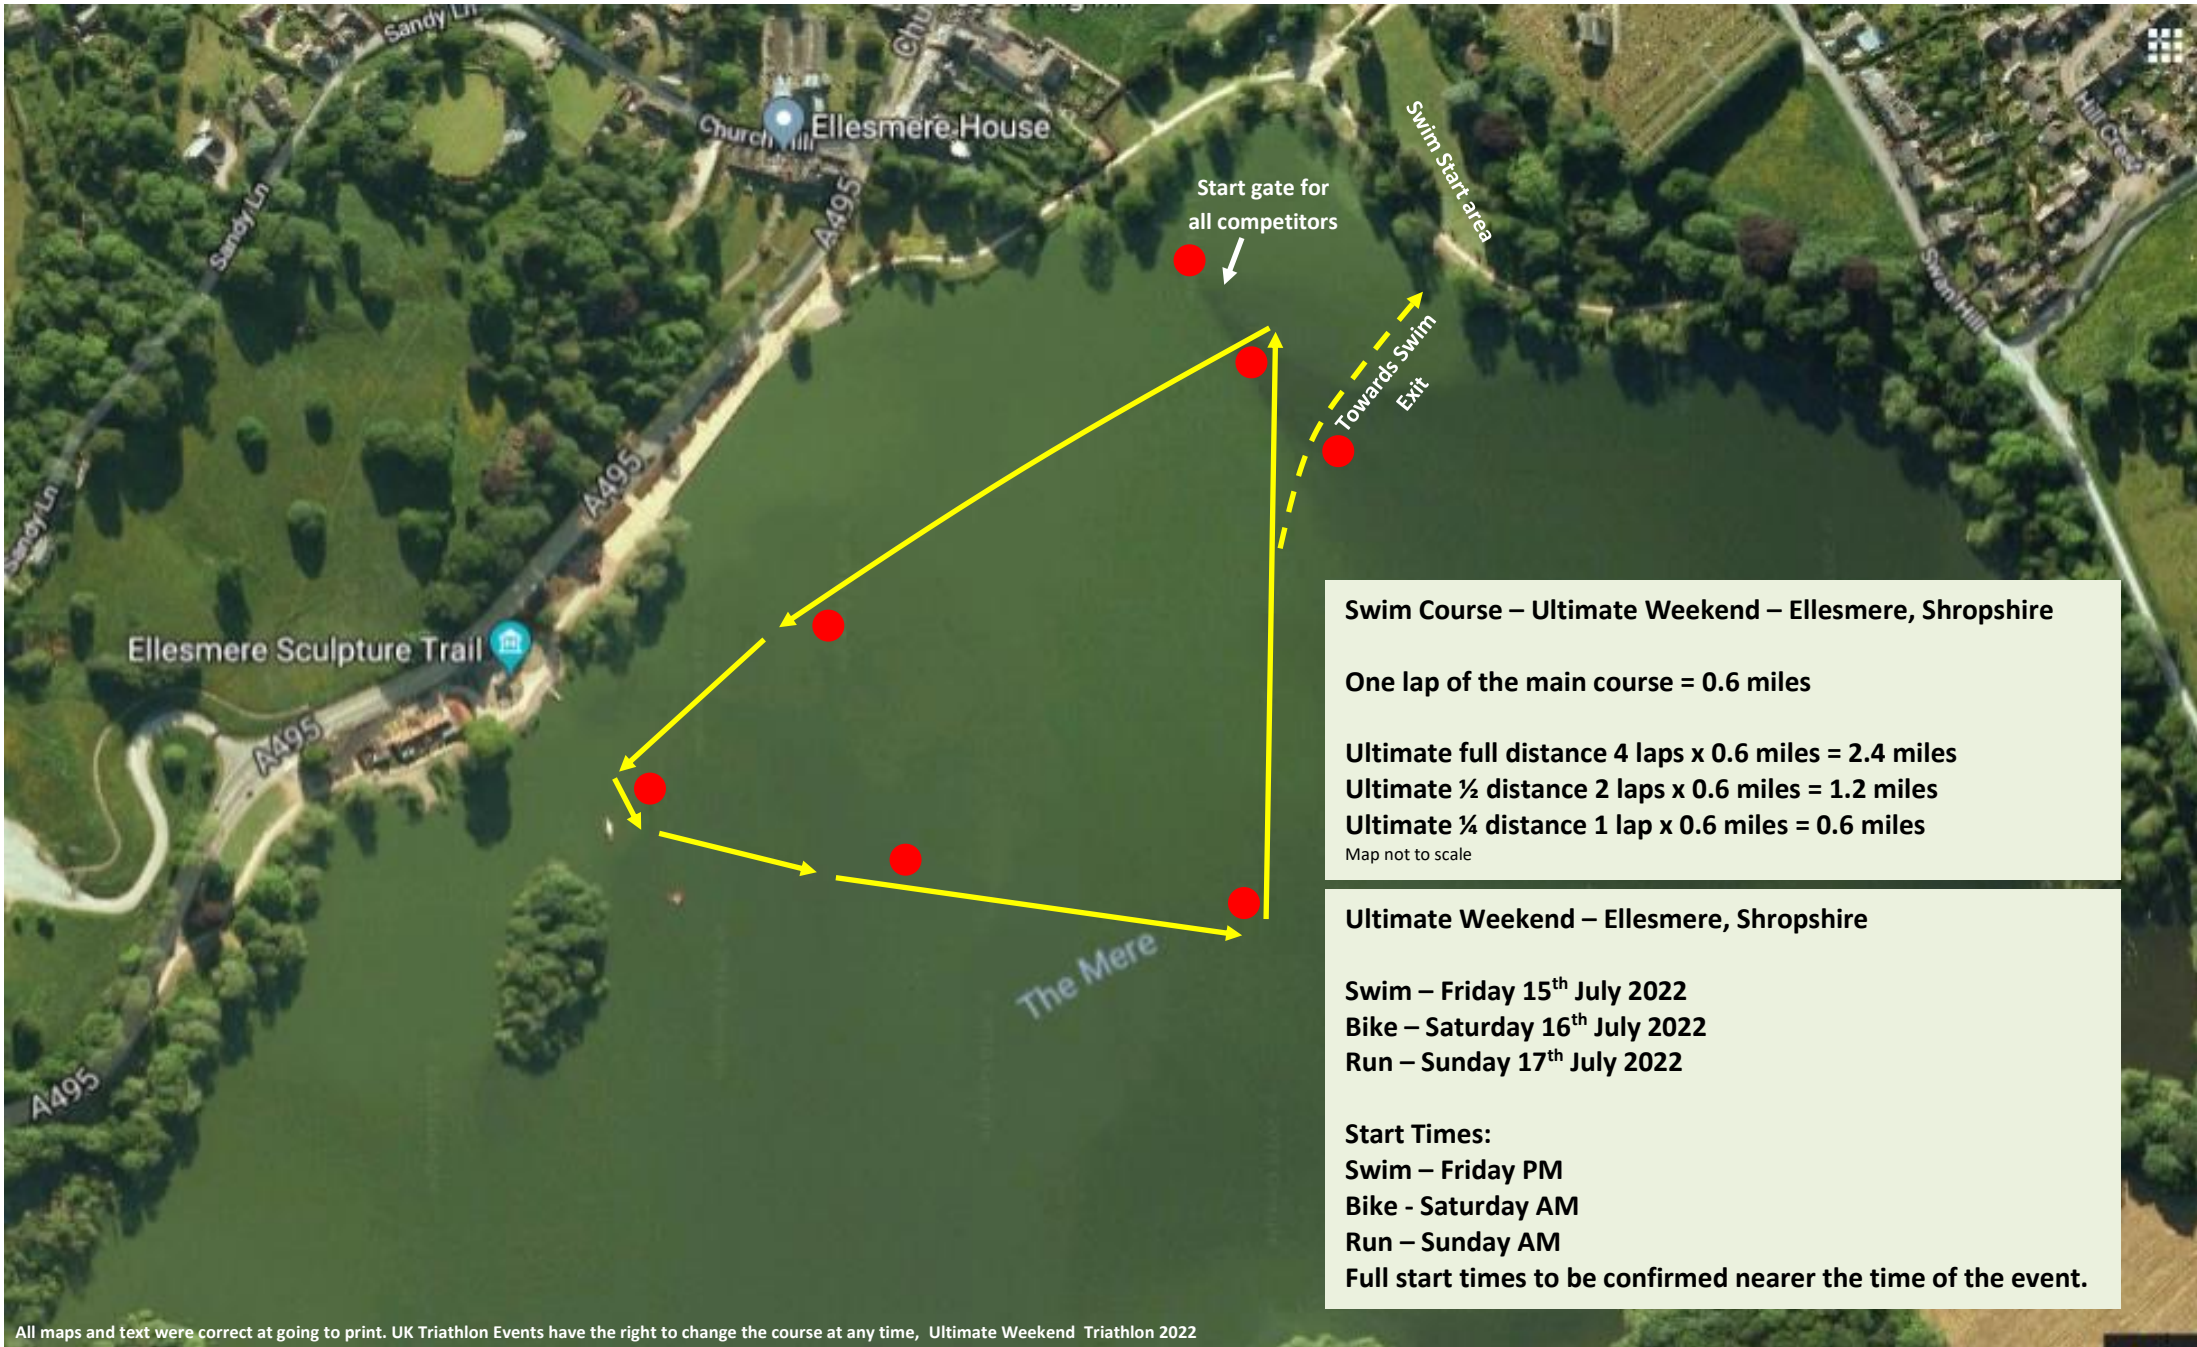 Sandy Ln
Chu
Church Hill
Ellesmere House
A495
Sandy Ln
Start gate for
all competitors
Swim Start area
Hill Crest
Swan Hill
Towards Swim
Exit
A495
Sandy Ln
Ellesmere Sculpture Trail
A495
The Mere
A495
Swim Course – Ultimate Weekend – Ellesmere, Shropshire
One lap of the main course = 0.6 miles
Ultimate full distance 4 laps x 0.6 miles = 2.4 miles
Ultimate ½ distance 2 laps x 0.6 miles = 1.2 miles
Ultimate ¼ distance 1 lap x 0.6 miles = 0.6 miles
Map not to scale
Ultimate Weekend – Ellesmere, Shropshire
Swim – Friday 15th July 2022
Bike – Saturday 16th July 2022
Run – Sunday 17th July 2022
Start Times:
Swim – Friday PM
Bike - Saturday AM
Run – Sunday AM
Full start times to be confirmed nearer the time of the event.
All maps and text were correct at going to print. UK Triathlon Events have the right to change the course at any time, Ultimate Weekend Triathlon 2022